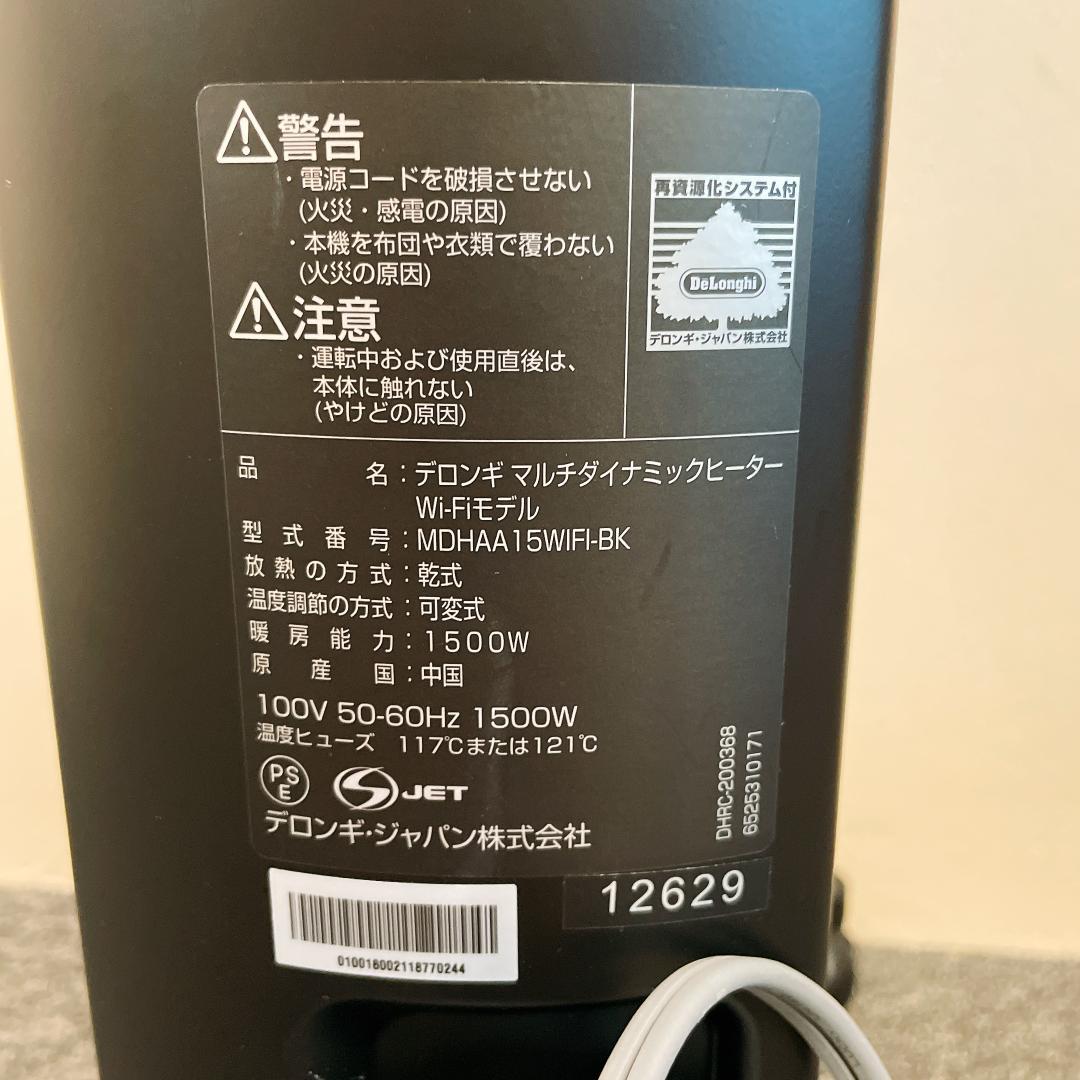 警告
・電源コードを破損させない
(火災・感電の原因)
・本機を布団や衣類で覆わない
(火災の原因)
注意
・運転中および使用直後は、
本体に触れない
(やけどの原因)
再資源化システム付
DeLonghi
デロンギ・ジャパン株式会社
品名：デロンギ マルチダイナミックヒーター
Wi-Fiモデル
型式番号：MDHAA15WIFI-BK
放熱の方式：乾式
温度調節の方式：可変式
暖房能力：1500W
原産国：中国
100V 50-60Hz 1500W
温度ヒューズ 117℃または121℃
PSE
JET
デロンギ・ジャパン株式会社
DHRC-200368
6525310171
12629
010016002118770244